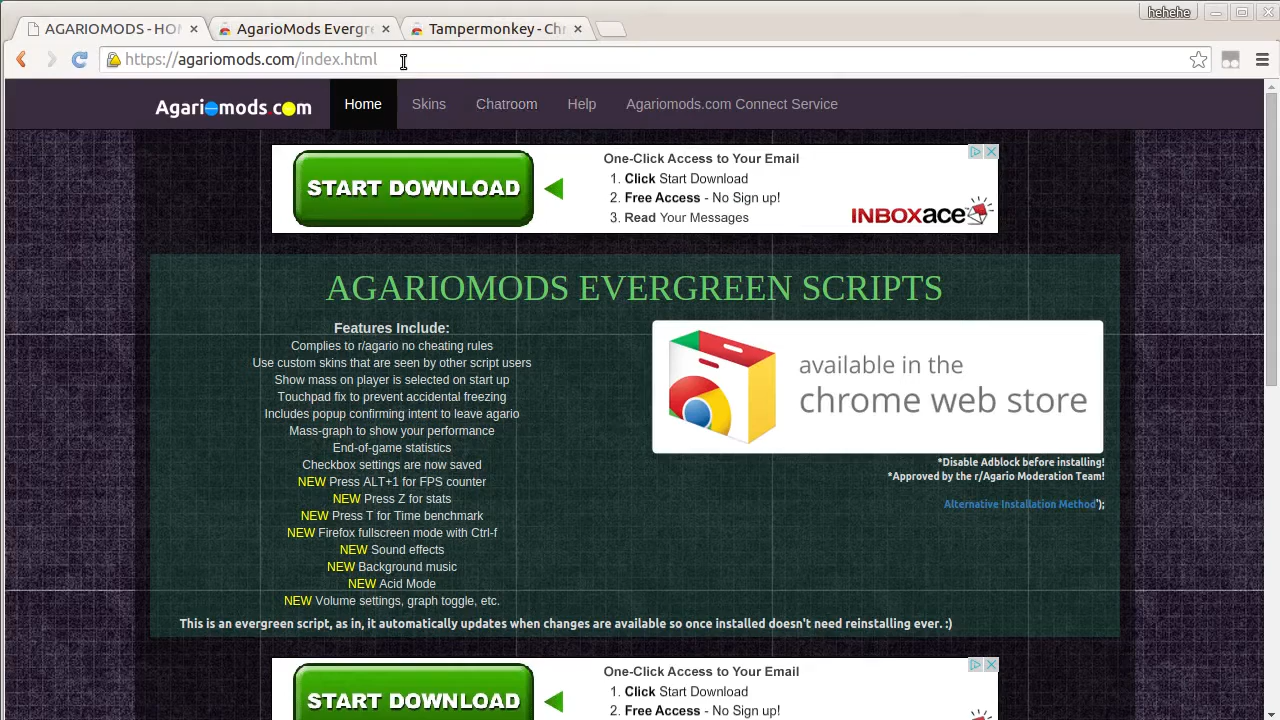 hehehe
AGARIOMODS - HOM
AgarioMods Evergre
Tampermonkey - Chr
https://agariomods.com/index.html
Agariomods.com
Home
Skins
Chatroom
Help
Agariomods.com Connect Service
START DOWNLOAD
One-Click Access to Your Email
1. Click Start Download
2. Free Access - No Sign up!
3. Read Your Messages
INBOXACE
AGARIOMODS EVERGREEN SCRIPTS
Features Include:
Complies to r/agario no cheating rules
Use custom skins that are seen by other script users
Show mass on player is selected on start up
Touchpad fix to prevent accidental freezing
Includes popup confirming intent to leave agario
Mass-graph to show your performance
End-of-game statistics
Checkbox settings are now saved
NEW Press ALT+1 for FPS counter
NEW Press Z for stats
NEW Press T for Time benchmark
NEW Firefox fullscreen mode with Ctrl-f
NEW Sound effects
NEW Background music
NEW Acid Mode
NEW Volume settings, graph toggle, etc.
available in the
chrome web store
*Disable Adblock before installing!
*Approved by the r/Agario Moderation Team!
Alternative Installation Method');
This is an evergreen script, as in, it automatically updates when changes are available so once installed doesn't need reinstalling ever. :)
START DOWNLOAD
One-Click Access to Your Email
1. Click Start Download
2. Free Access - No Sign up!